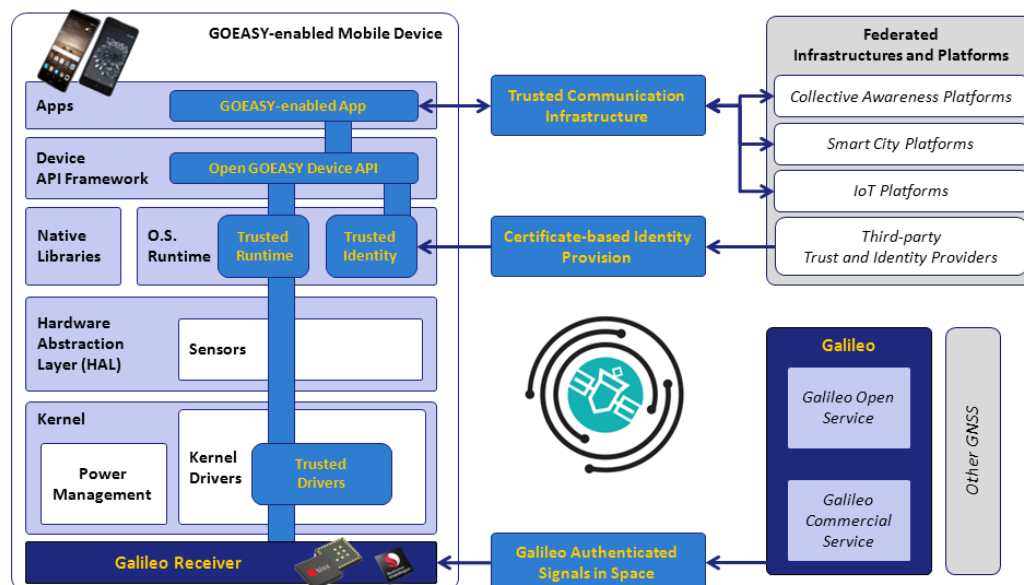 GOEASY-enabled Mobile Device
Apps
GOEASY-enabled App
Device
API Framework
Open GOEASY Device API
Native
Libraries
O.S.
Runtime
Trusted
Runtime
Trusted
Identity
Hardware
Abstraction
Layer (HAL)
Sensors
Kernel
Power
Management
Kernel
Drivers
Trusted
Drivers
Galileo Receiver
Trusted Communication
Infrastructure
Certificate-based Identity
Provision
Galileo Authenticated
Signals in Space
Federated
Infrastructures and Platforms
Collective Awareness Platforms
Smart City Platforms
IoT Platforms
Third-party
Trust and Identity Providers
Galileo
Galileo Open
Service
Galileo
Commercial
Service
Other GNSS